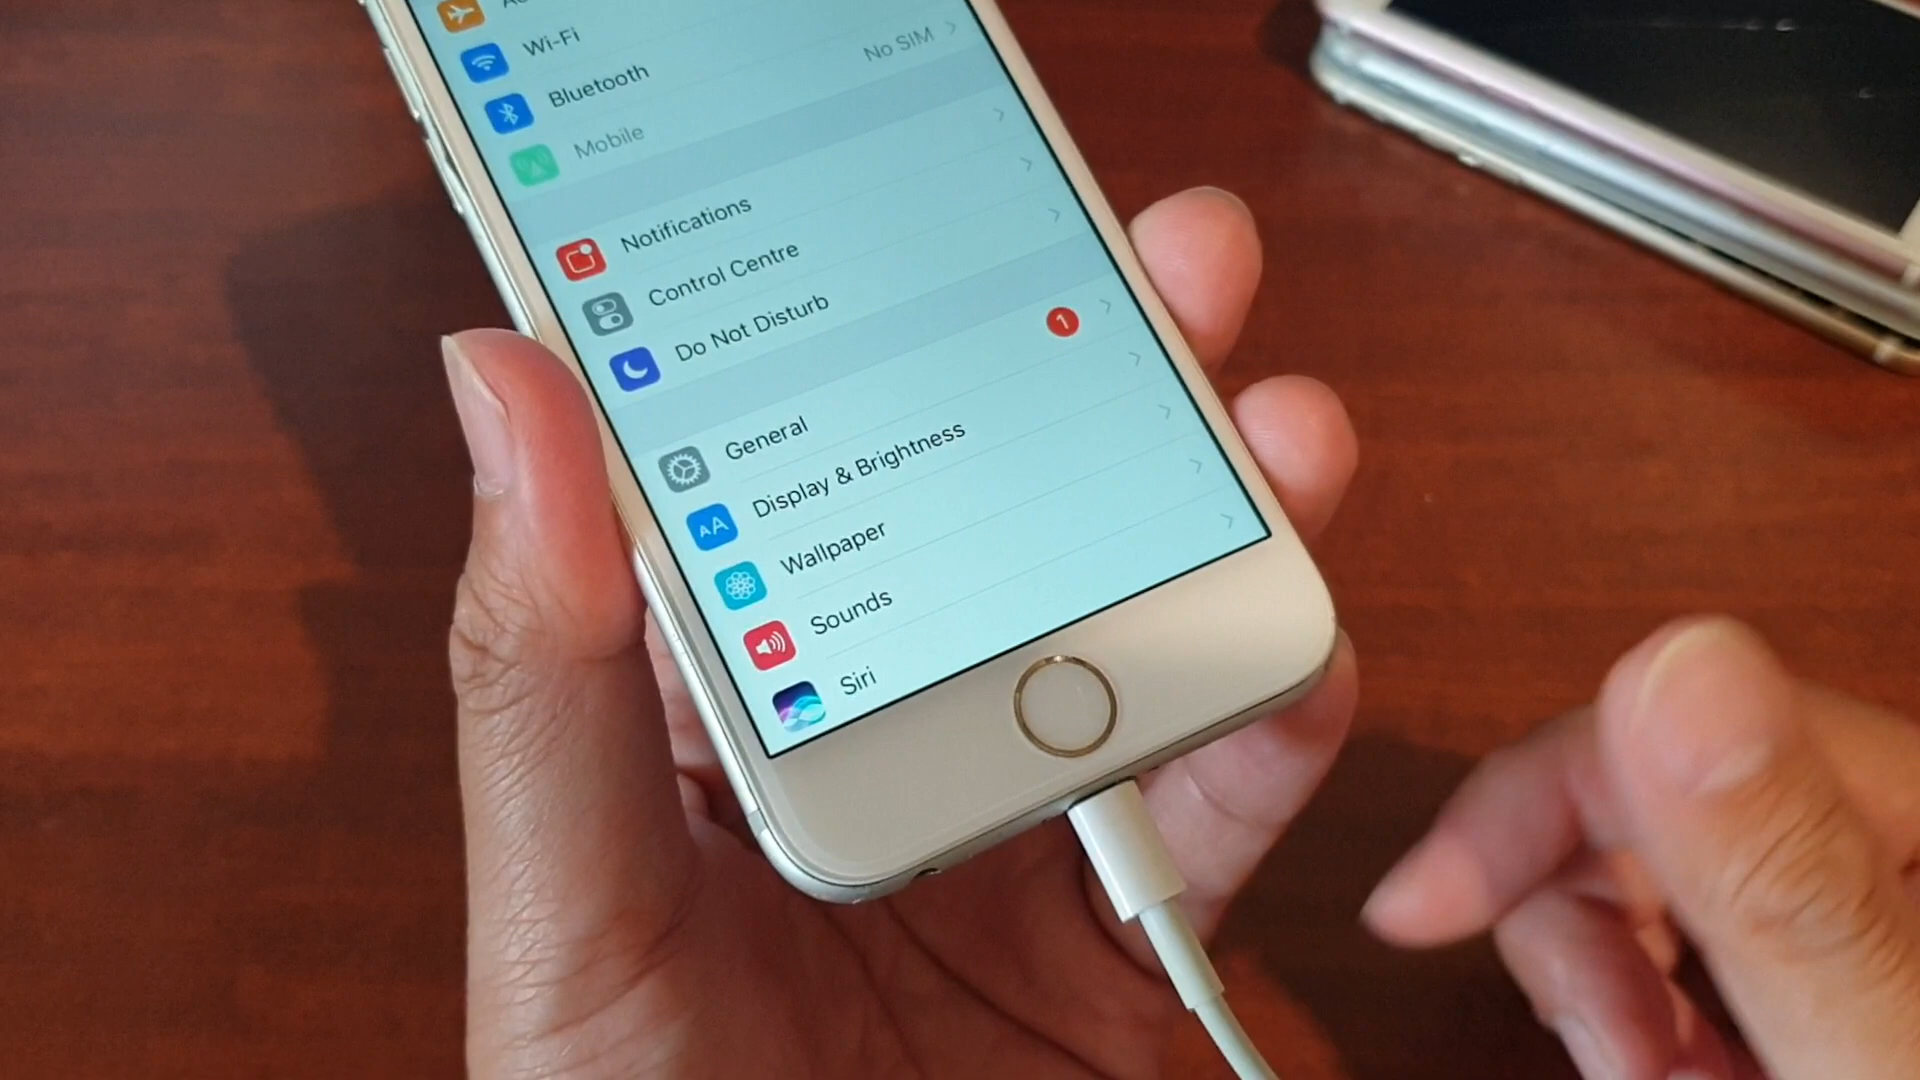 Wi-Fi
Bluetooth
No SIM
Mobile
Notifications
Control Centre
Do Not Disturb
General
1
Display & Brightness
AA
Wallpaper
Sounds
Siri